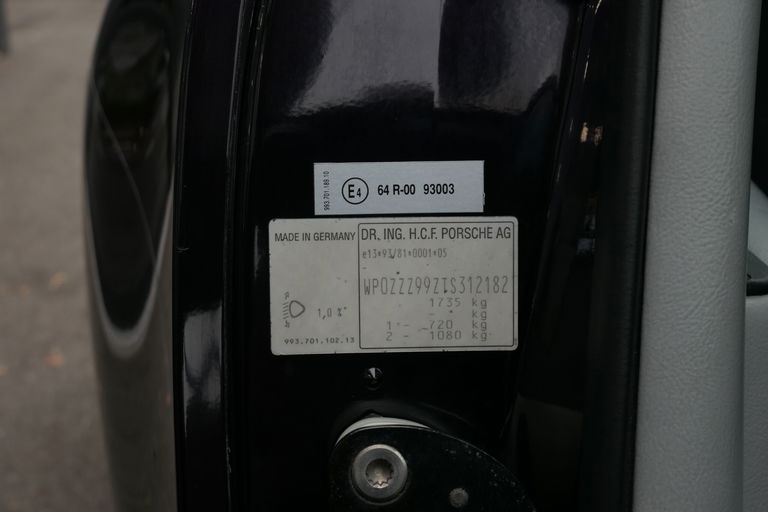 993.701.189.10
E4 64 R-00 93003
MADE IN GERMANY
DR. ING. H.C.F. PORSCHE AG
e13*93/81*0001*05
WP0ZZZ99ZTS312182
1735 kg
- kg
1 - 720 kg
2 - 1080 kg
1,0 %
993.701.102.13